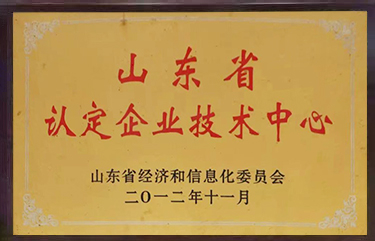 山东省
认定企业技术中心
山东省经济和信息化委员会
二〇一二年十一月